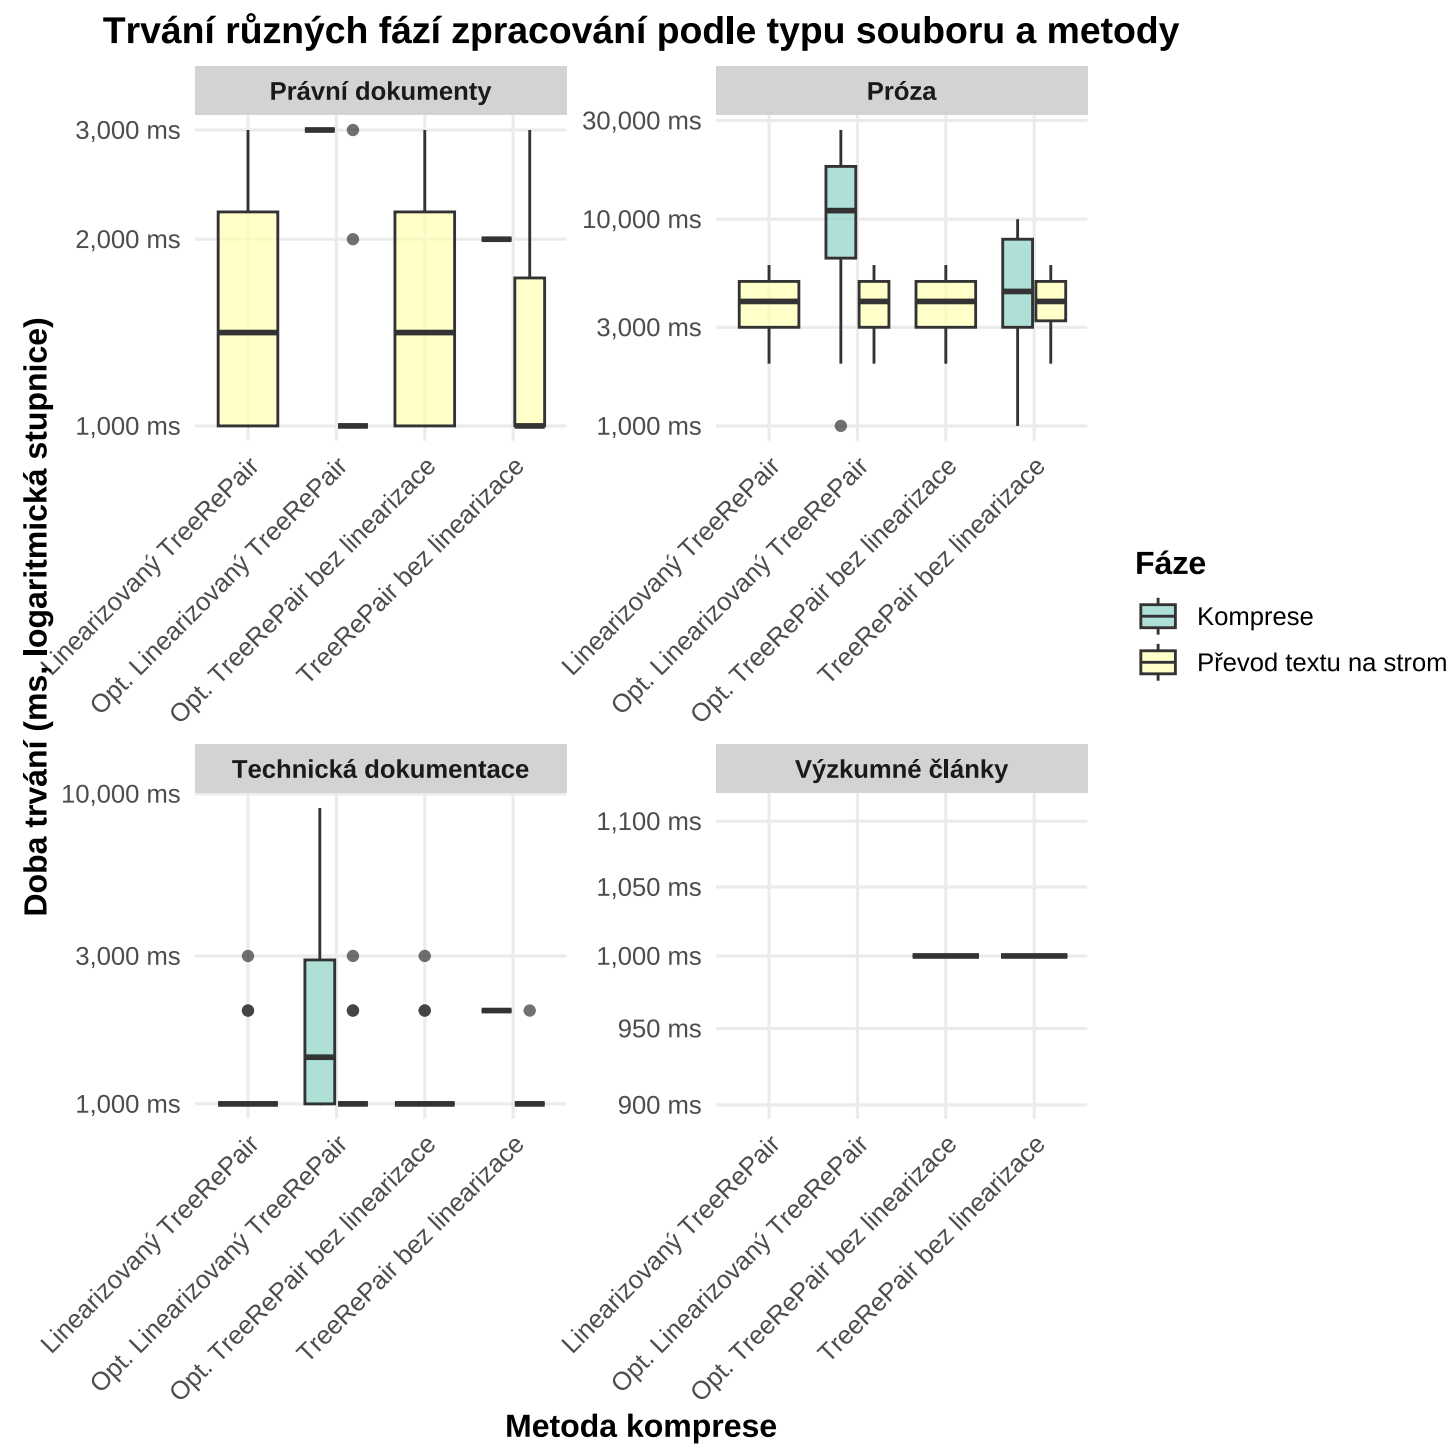 Trvání různých fází zpracování podle typu souboru a metody
Doba trvání (ms, logaritmická stupnice)
Právní dokumenty
3,000 ms
2,000 ms
1,000 ms
Linearizovaný TreeRePair
Opt. Linearizovaný TreeRePair
Opt. TreeRePair bez linearizace
TreeRePair bez linearizace
Próza
30,000 ms
10,000 ms
3,000 ms
1,000 ms
Linearizovaný TreeRePair
Opt. Linearizovaný TreeRePair
Opt. TreeRePair bez linearizace
TreeRePair bez linearizace
Fáze
Komprese
Převod textu na strom
Technická dokumentace
10,000 ms
3,000 ms
1,000 ms
Linearizovaný TreeRePair
Opt. Linearizovaný TreeRePair
Opt. TreeRePair bez linearizace
TreeRePair bez linearizace
Výzkumné články
1,100 ms
1,050 ms
1,000 ms
950 ms
900 ms
Linearizovaný TreeRePair
Opt. Linearizovaný TreeRePair
Opt. TreeRePair bez linearizace
TreeRePair bez linearizace
Metoda komprese